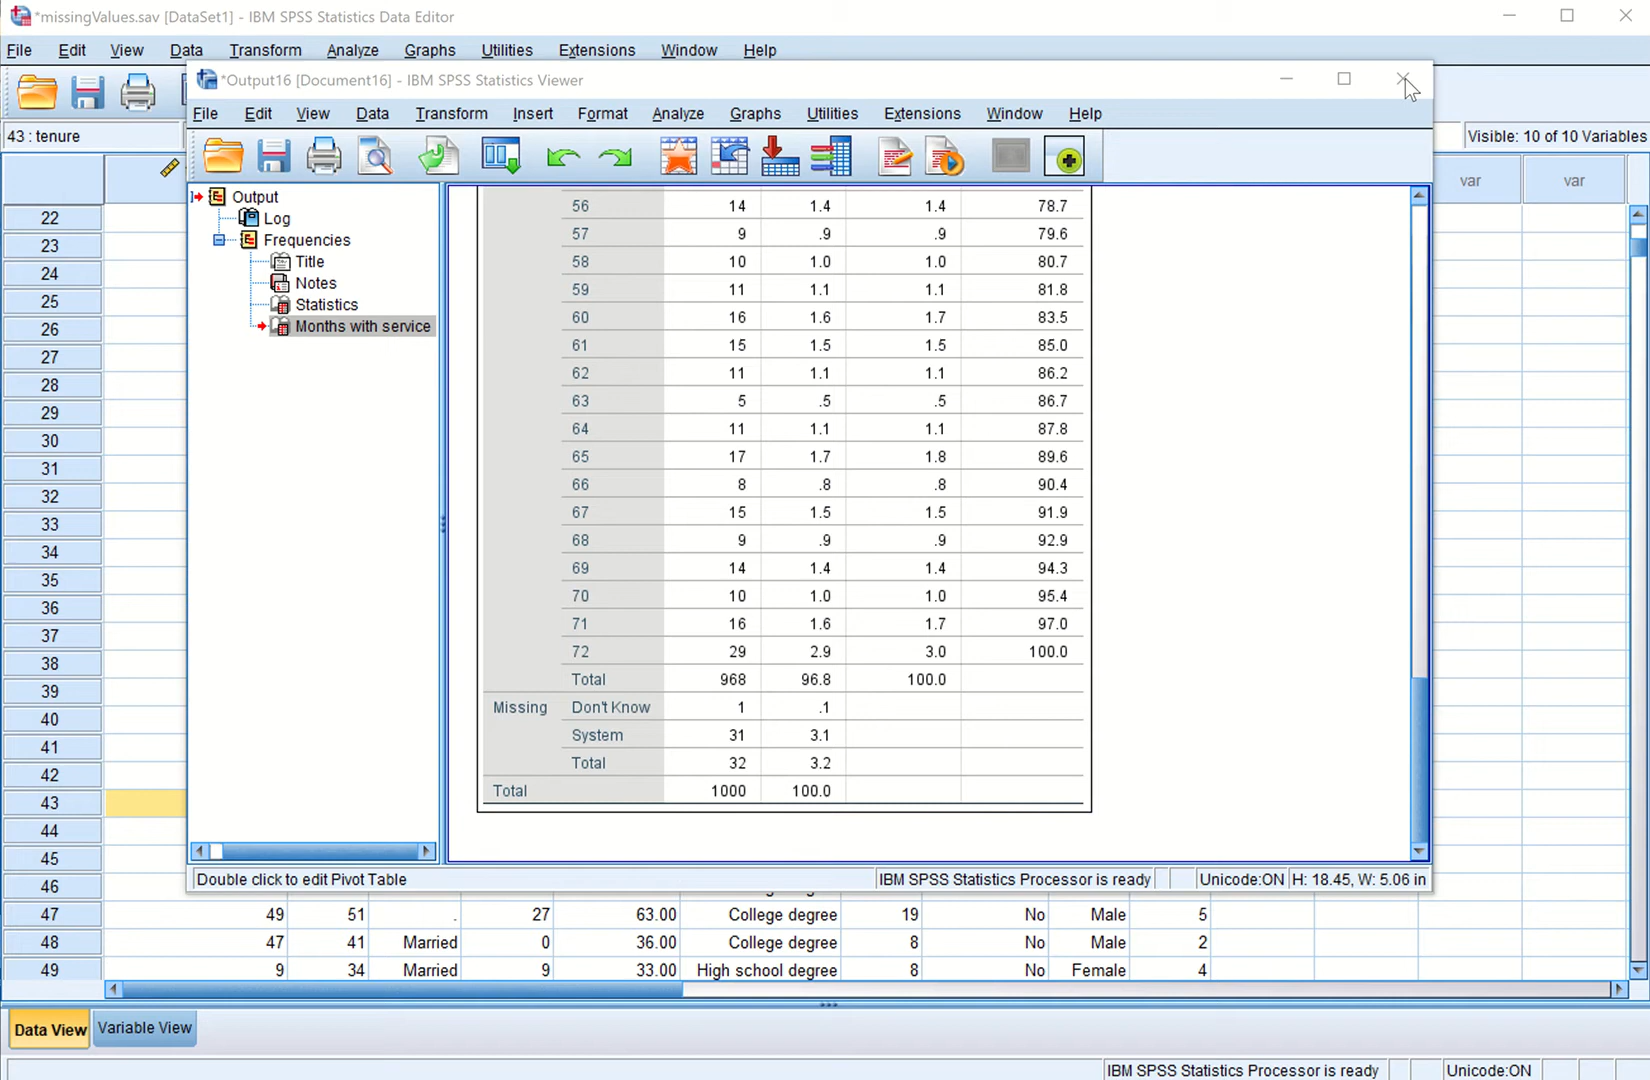 *missingValues.sav [DataSet1] - IBM SPSS Statistics Data Editor
File Edit View Data Transform Analyze Graphs Utilities Extensions Window Help
43 : tenure
Visible: 10 of 10 Variables
*Output16 [Document16] - IBM SPSS Statistics Viewer
File Edit View Data Transform Insert Format Analyze Graphs Utilities Extensions Window Help
var var
Output
Log
Frequencies
Title
Notes
Statistics
Months with service
56 14 1.4 1.4 78.7
57 9 .9 .9 79.6
58 10 1.0 1.0 80.7
59 11 1.1 1.1 81.8
60 16 1.6 1.7 83.5
61 15 1.5 1.5 85.0
62 11 1.1 1.1 86.2
63 5 .5 .5 86.7
64 11 1.1 1.1 87.8
65 17 1.7 1.8 89.6
66 8 .8 .8 90.4
67 15 1.5 1.5 91.9
68 9 .9 .9 92.9
69 14 1.4 1.4 94.3
70 10 1.0 1.0 95.4
71 16 1.6 1.7 97.0
72 29 2.9 3.0 100.0
Total 968 96.8 100.0
Missing Don't Know 1 .1
System 31 3.1
Total 32 3.2
Total 1000 100.0
Double click to edit Pivot Table
IBM SPSS Statistics Processor is ready
Unicode:ON
H: 18.45, W: 5.06 in
22
23
24
25
26
27
28
29
30
31
32
33
34
35
36
37
38
39
40
41
42
43
44
45
46
47 49 51 . 27 63.00 College degree 19 No Male 5
48 47 41 Married 0 36.00 College degree 8 No Male 2
49 9 34 Married 9 33.00 High school degree 8 No Female 4
Data View Variable View
IBM SPSS Statistics Processor is ready
Unicode:ON